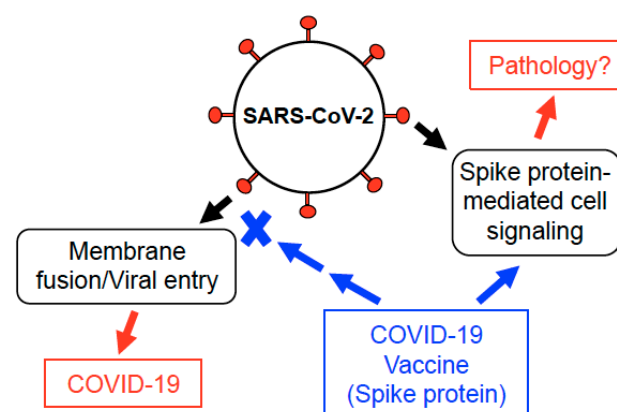 Pathology?
SARS-CoV-2
Spike protein-
mediated cell
signaling
Membrane
fusion/Viral entry
COVID-19
Vaccine
(Spike protein)
COVID-19